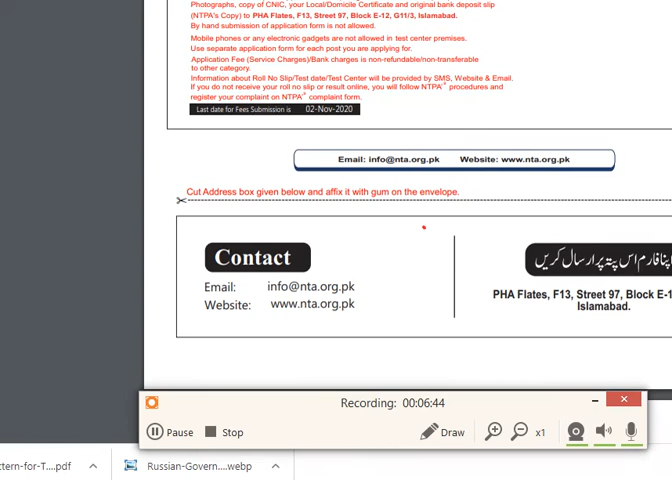 Photographs, copy of CNIC, your Local/Domicile Certificate and original bank deposit slip
(NTPA's Copy) to PHA Flates, F13, Street 97, Block E-12, G11/3, Islamabad.
By hand submission of application form is not allowed.
Mobile phones or any electronic gadgets are not allowed in test center premises.
Use separate application form for each post you are applying for.
Application Fee (Service Charges)/Bank charges is non-refundable/non-transferable
to other category.
Information about Roll No Slip/Test date/Test Center will be provided by SMS, Website & Email.
If you do not receive your roll no slip or result online, you will follow NTPA'ˢ procedures and
register your complaint on NTPA'ˢ complaint form.
Last date for Fees Submission is 02-Nov-2020
Email: info@nta.org.pk Website: www.nta.org.pk
Cut Address box given below and affix it with gum on the envelope.
Contact
Email: info@nta.org.pk
Website: www.nta.org.pk
اپنا فارم اس پتہ پر ارسال کریں
PHA Flates, F13, Street 97, Block E-1
Islamabad.
Recording: 00:06:44
Pause Stop Draw x1
ttern-for-T....pdf Russian-Govern....webp